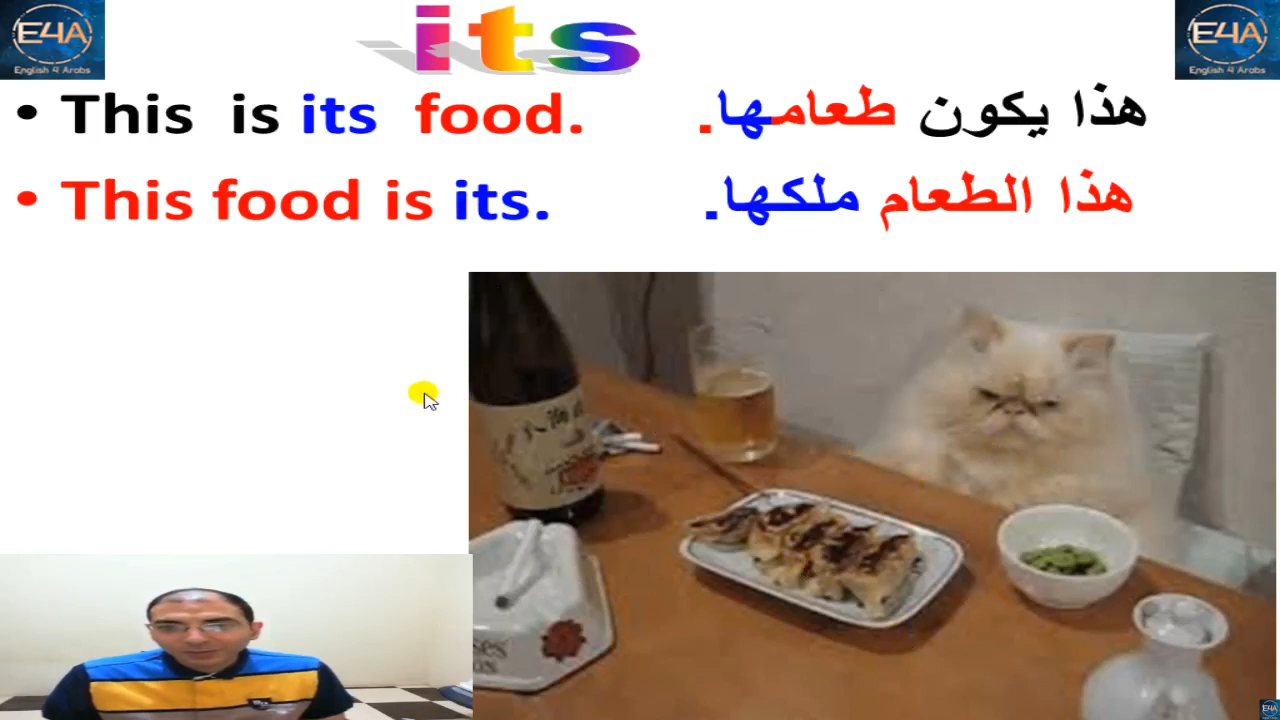 E4A
English 4 Arabs
its
E4A
English 4 Arabs
• This is its food. هذا يكون طعامها.
• This food is its. هذا الطعام ملكها.
E4A